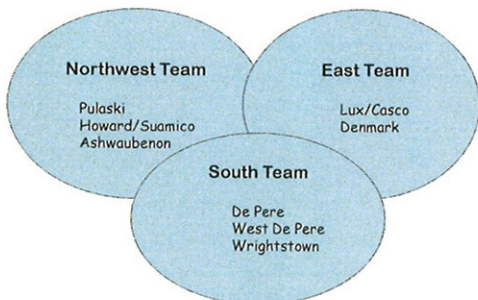 Northwest Team
Pulaski
Howard/Suamico
Ashwaubenon
East Team
Lux/Casco
Denmark
South Team
De Pere
West De Pere
Wrightstown